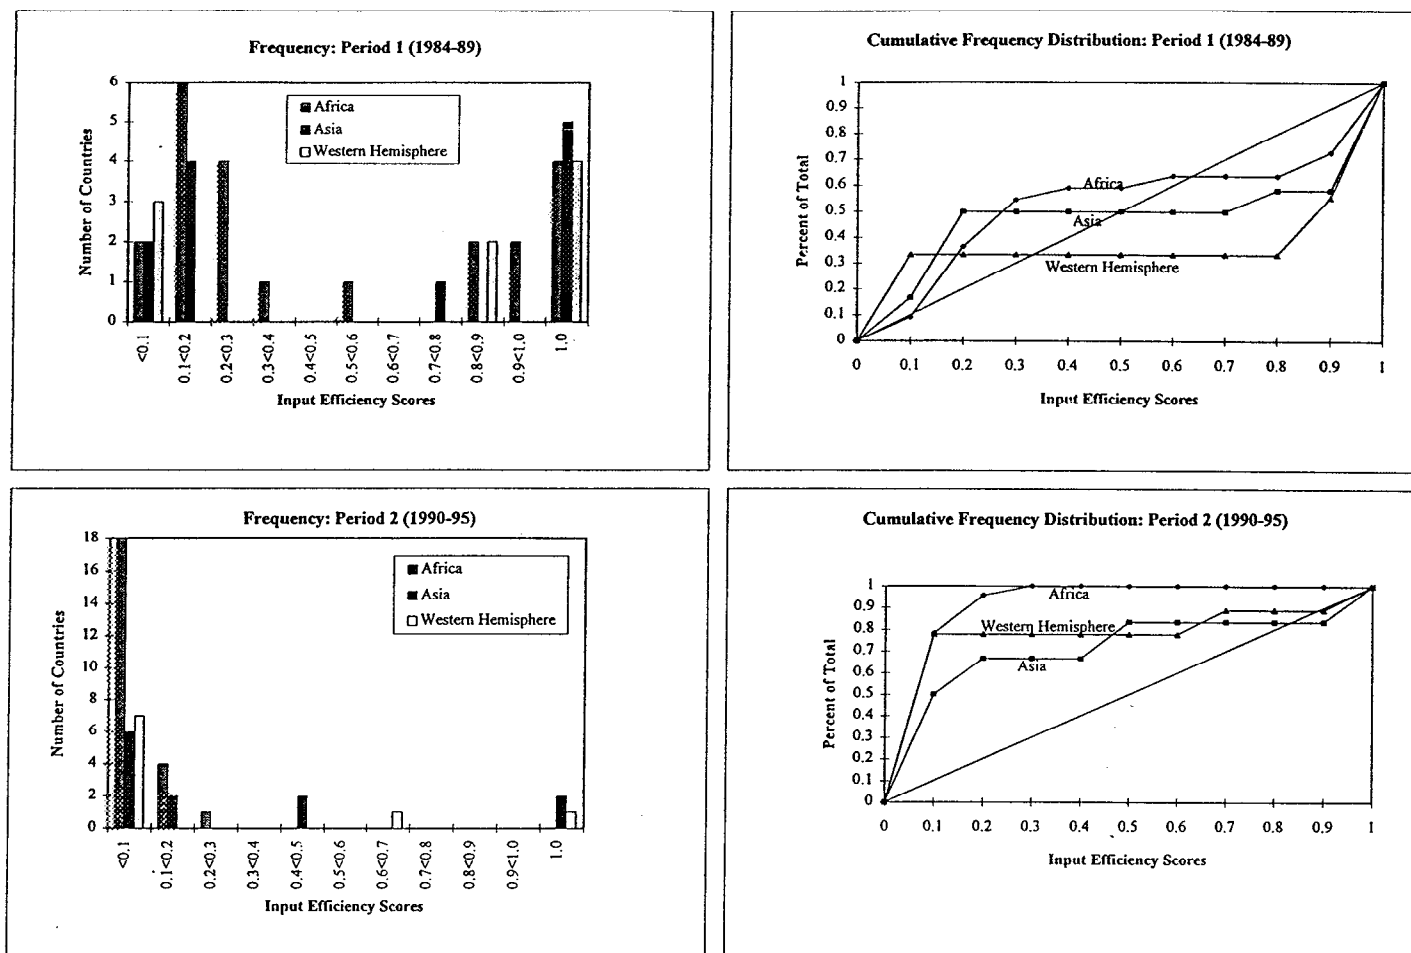 Frequency: Period 1 (1984-89)
Number of Countries
6
5
4
3
2
1
0
Africa
Asia
Western Hemisphere
<0.1
0.1<0.2
0.2<0.3
0.3<0.4
0.4<0.5
0.5<0.6
0.6<0.7
0.7<0.8
0.8<0.9
0.9<1.0
1.0
Input Efficiency Scores
Cumulative Frequency Distribution: Period 1 (1984-89)
Percent of Total
1
0.9
0.8
0.7
0.6
0.5
0.4
0.3
0.2
0.1
0
Africa
Asia
Western Hemisphere
0 0.1 0.2 0.3 0.4 0.5 0.6 0.7 0.8 0.9 1
Input Efficiency Scores
Frequency: Period 2 (1990-95)
Number of Countries
18
16
14
12
10
8
6
4
2
0
Africa
Asia
Western Hemisphere
<0.1
0.1<0.2
0.2<0.3
0.3<0.4
0.4<0.5
0.5<0.6
0.6<0.7
0.7<0.8
0.8<0.9
0.9<1.0
1.0
Input Efficiency Scores
Cumulative Frequency Distribution: Period 2 (1990-95)
Percent of Total
1
0.9
0.8
0.7
0.6
0.5
0.4
0.3
0.2
0.1
0
Africa
Western Hemisphere
Asia
0 0.1 0.2 0.3 0.4 0.5 0.6 0.7 0.8 0.9 1
Input Efficiency Scores